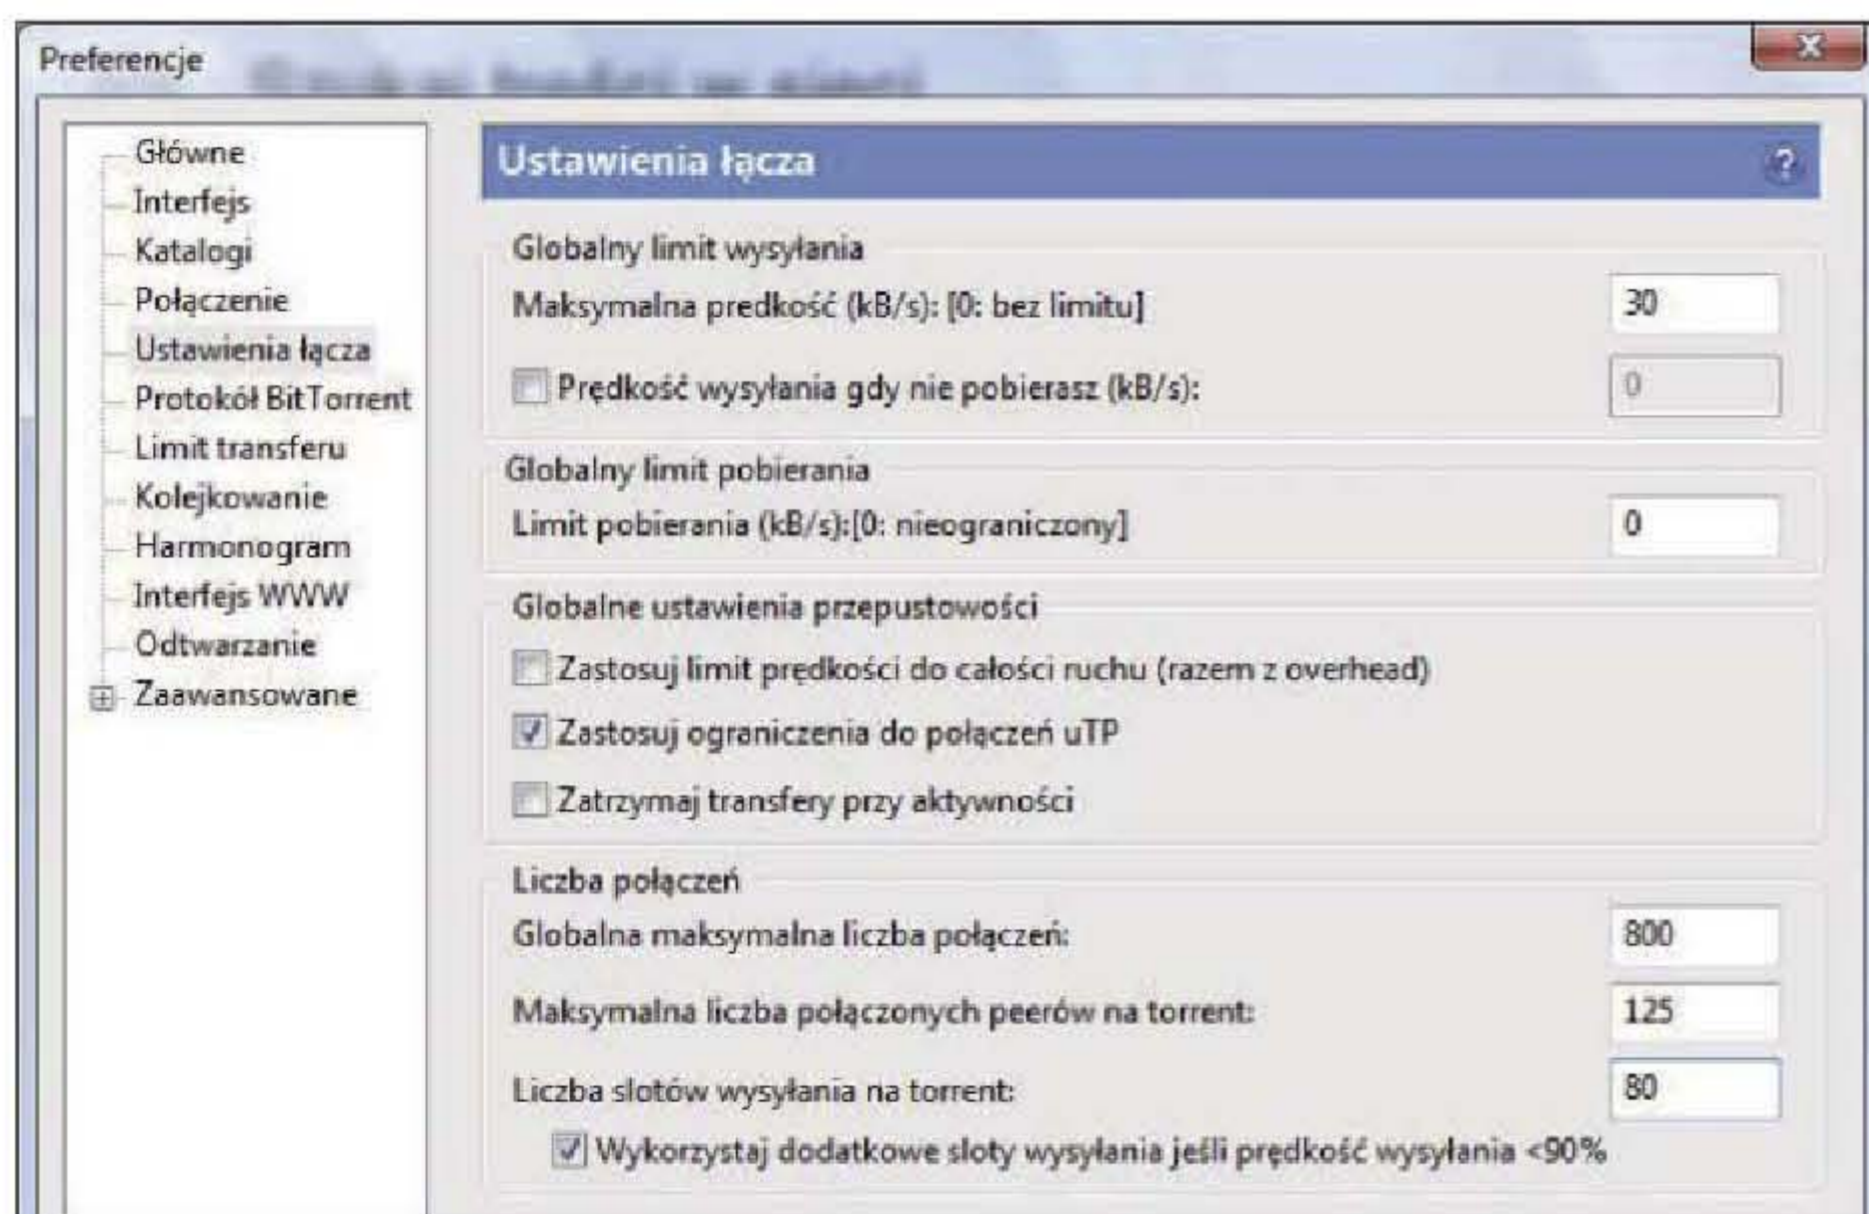 Preferencje
Główne
Interfejs
Katalogi
Połączenie
Ustawienia łącza
Protokół BitTorrent
Limit transferu
Kolejkowanie
Harmonogram
Interfejs WWW
Odtwarzanie
Zaawansowane
Ustawienia łącza ?
Globalny limit wysyłania
Maksymalna predkość (kB/s): [0: bez limitu] 30
Prędkość wysyłania gdy nie pobierasz (kB/s): 0
Globalny limit pobierania
Limit pobierania (kB/s):[0: nieograniczony] 0
Globalne ustawienia przepustowości
Zastosuj limit prędkości do całości ruchu (razem z overhead)
Zastosuj ograniczenia do połączeń uTP
Zatrzymaj transfery przy aktywności
Liczba połączeń
Globalna maksymalna liczba połączeń: 800
Maksymalna liczba połączonych peerów na torrent: 125
Liczba slotów wysyłania na torrent: 80
Wykorzystaj dodatkowe sloty wysyłania jeśli prędkość wysyłania <90%